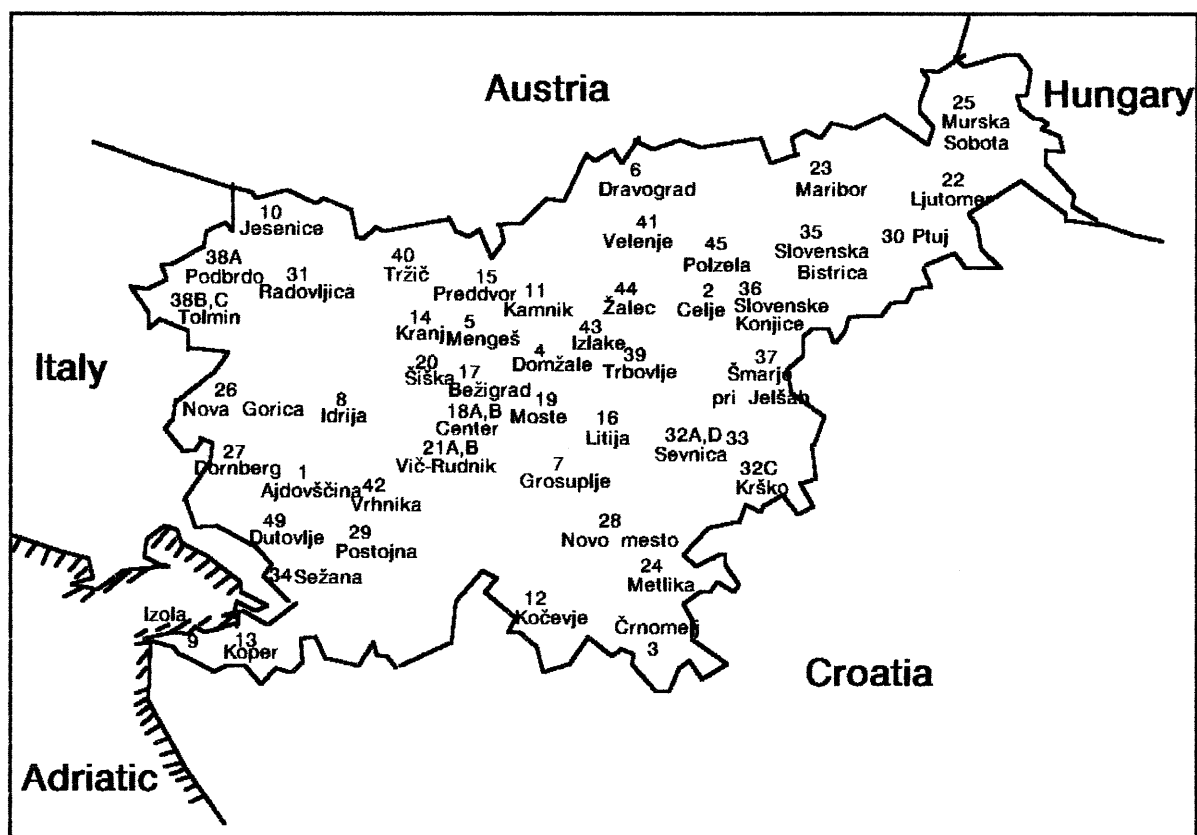 Austria
Hungary
25
Murska
Sobota
6
Dravograd
23
Maribor
22
Ljutomer
10
Jesenice
41
Velenje
35
Slovenska
Bistrica
30 Ptuj
38A
Podbrdo
31
Radovljica
40
Tržič
45
Polzela
15
Preddvor
11
Kamnik
44
Žalec
2
Celje
36
Slovenske
Konjice
38B,C
Tolmin
14
Kranj
5
Mengeš
43
Izlake
4
Domžale
39
Trbovlje
37
Šmarje
pri Jelšah
Italy
20
Šiška
17
Bežigrad
26
Nova Gorica
8
Idrija
18A,B
Center
19
Moste
16
Litija
32A,D
Sevnica
33
27
Dornberg
21A,B
Vič-Rudnik
7
Grosuplje
32C
Krško
1
Ajdovščina
42
Vrhnika
49
Dutovlje
29
Postojna
28
Novo mesto
34 Sežana
24
Metlika
Izola
9
13
Koper
12
Kočevje
Črnomelj
3
Croatia
Adriatic